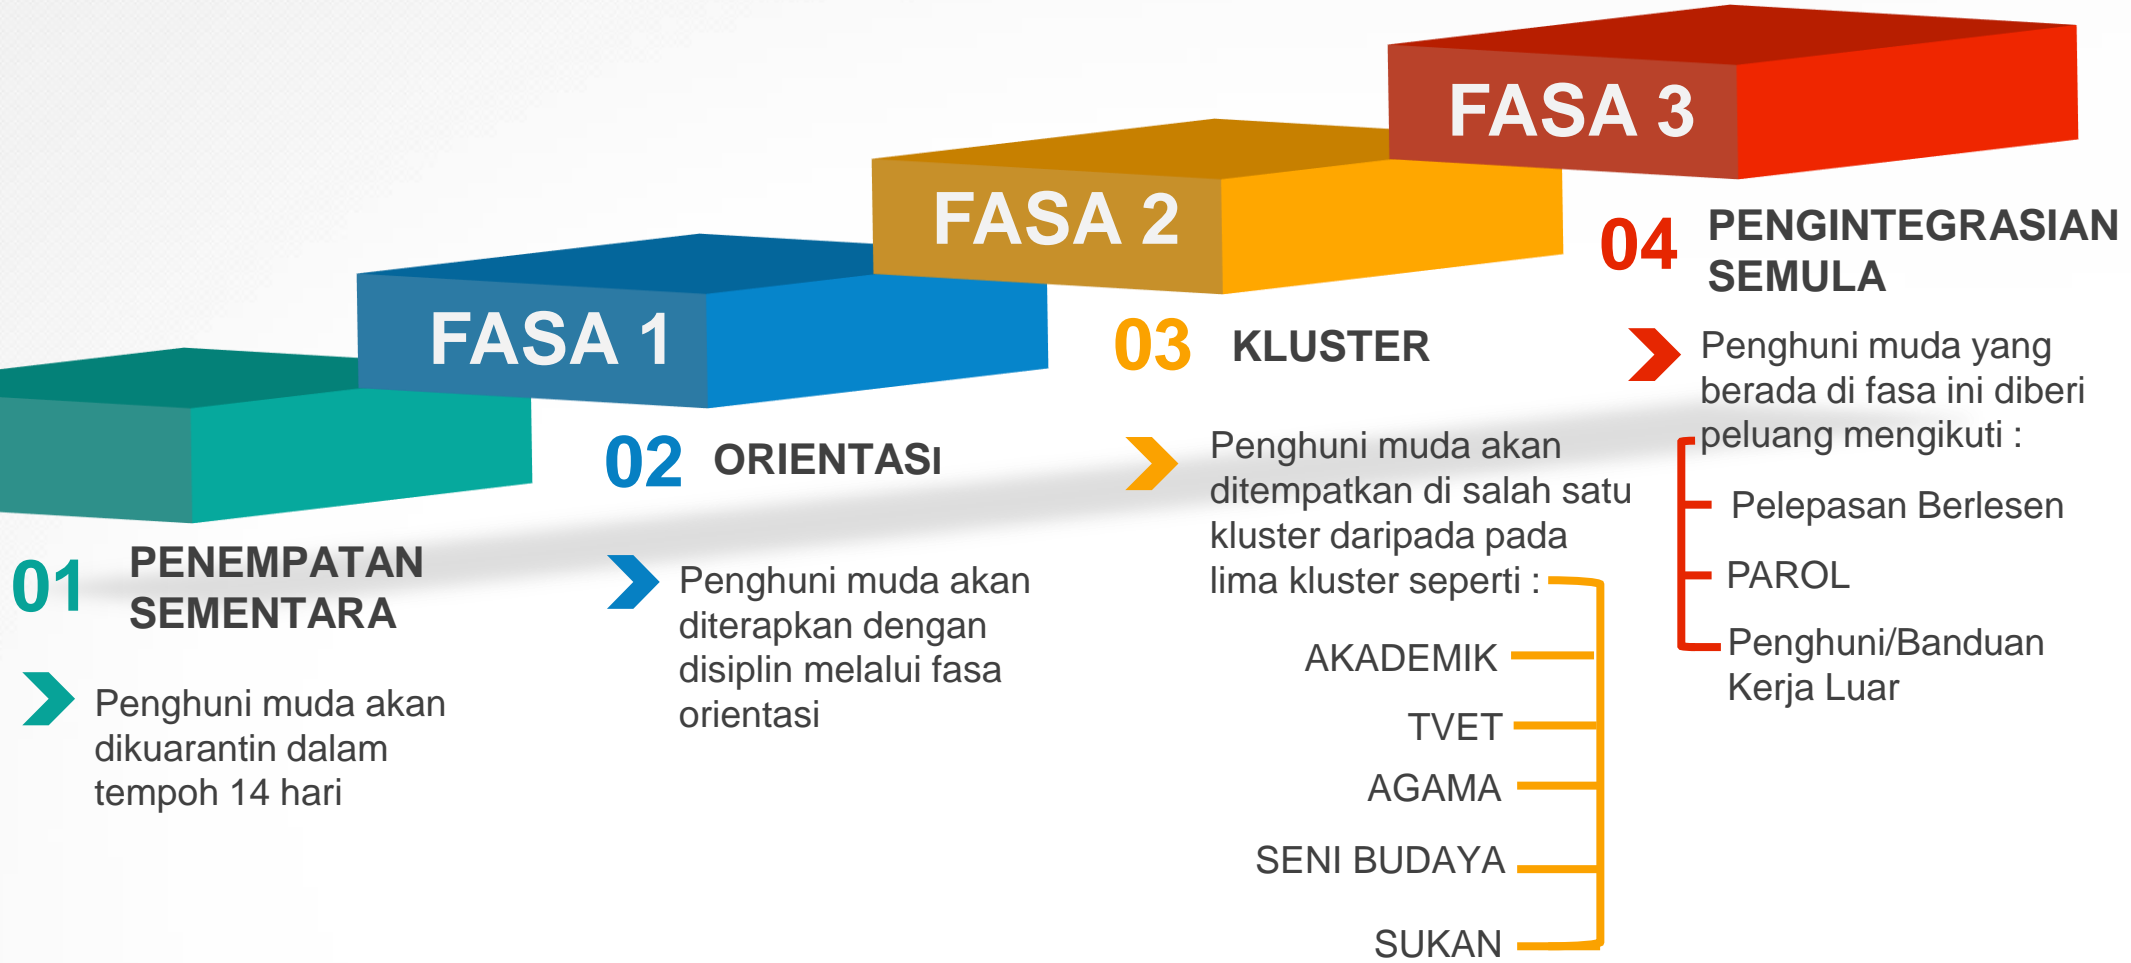 FASA 1
FASA 2
FASA 3
01
PENEMPATAN
SEMENTARA
Penghuni muda akan
dikuarantin dalam
tempoh 14 hari
02
ORIENTASI
Penghuni muda akan
diterapkan dengan
disiplin melalui fasa
orientasi
03
KLUSTER
Penghuni muda akan
ditempatkan di salah satu
kluster daripada pada
lima kluster seperti :
AKADEMIK
TVET
AGAMA
SENI BUDAYA
SUKAN
04
PENGINTEGRASIAN
SEMULA
Penghuni muda yang
berada di fasa ini diberi
peluang mengikuti :
Pelepasan Berlesen
PAROL
Penghuni/Banduan
Kerja Luar